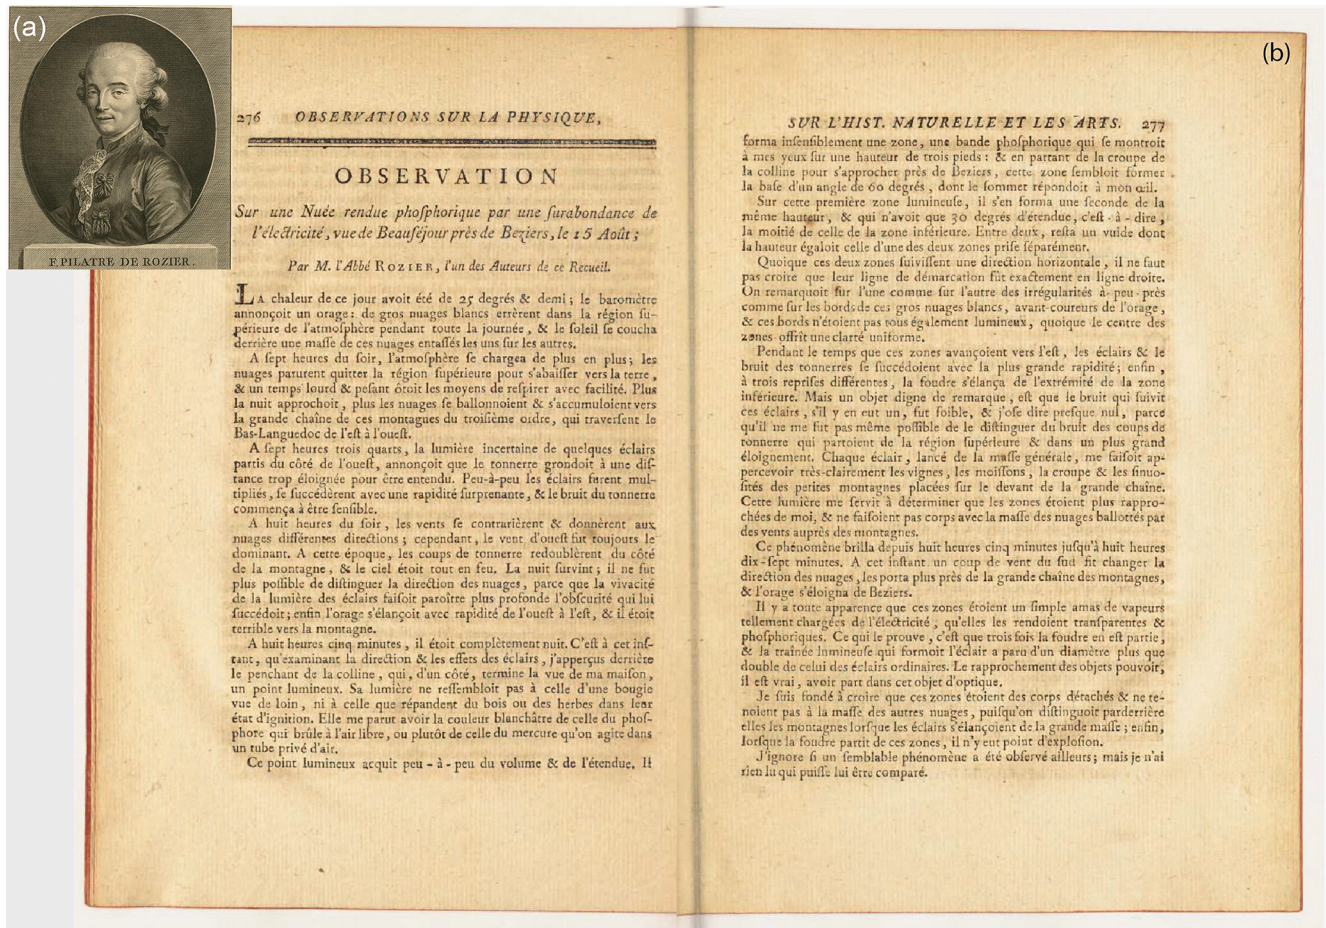 (a)
F. PILATRE DE ROZIER.
(b)
276 OBSERVATIONS SUR LA PHYSIQUE,
OBSERVATION
Sur une Nuée rendue phoſphorique par une ſurabondance de
l'électricité, vue de Beauſéjour près de Beziers, le 15 Août ;
Par M. l'Abbé ROZIER, l'un des Auteurs de ce Recueil.
LA chaleur de ce jour avoit été de 25 degrés & demi ; le baromètre
annonçoit un orage : de gros nuages blancs errèrent dans la région ſu-
périeure de l'atmoſphère pendant toute la journée, & le ſoleil ſe coucha
derrière une maſſe de ces nuages entaſſés les uns ſur les autres.
A ſept heures du ſoir, l'atmoſphère ſe chargea de plus en plus ; les
nuages parurent quitter la région ſupérieure pour s'abaiſſer vers la terre,
& un temps lourd & peſant ôtoit les moyens de reſpirer avec facilité. Plus
la nuit approchoit, plus les nuages ſe ballonnoient & s'accumuloient vers
la grande chaîne de ces montagnes du troiſième ordre, qui traverſent le
Bas-Languedoc de l'eſt à l'oueſt.
A ſept heures trois quarts, la lumière incertaine de quelques éclairs
partis du côté de l'oueſt, annonçoit que le tonnerre grondoit à une diſ-
tance trop éloignée pour être entendu. Peu-à-peu les éclairs furent mul-
tipliés, ſe ſuccédèrent avec une rapidité ſurprenante, & le bruit du tonnerre
commença à être ſenſible.
A huit heures du ſoir, les vents ſe contrarièrent & donnèrent aux
nuages différentes directions ; cependant, le vent d'oueſt fut toujours le
dominant. A cette époque, les coups de tonnerre redoublèrent du côté
de la montagne, & le ciel étoit tout en feu. La nuit ſurvint ; il ne fut
plus poſſible de diſtinguer la direction des nuages, parce que la vivacité
de la lumière des éclairs faiſoit paroître plus profonde l'obſcurité qui lui
ſuccédoit ; enfin l'orage s'élançoit avec rapidité de l'oueſt à l'eſt, & il étoit
terrible vers la montagne.
A huit heures cinq minutes, il étoit complètement nuit. C'eſt à cet inſ-
tant, qu'examinant la direction & les effets des éclairs, j'apperçus derrière
le penchant de la colline, qui, d'un côté, termine la vue de ma maiſon,
un point lumineux. Sa lumière ne reſſembloit pas à celle d'une bougie
vue de loin, ni à celle que répandent du bois ou des herbes dans leur
état d'ignition. Elle me parut avoir la couleur blanchâtre de celle du phoſ-
phore qui brûle à l'air libre, ou plutôt de celle du mercure qu'on agite dans
un tube privé d'air.
Ce point lumineux acquit peu - à - peu du volume & de l'étendue. Il
SUR L'HIST. NATURELLE ET LES ARTS. 277
forma inſenſiblement une zone, une bande phoſphorique qui ſe montroit
à mes yeux ſur une hauteur de trois pieds : & en partant de la croupe de
la colline pour s'approcher près de Beziers, cette zone ſembloit former
la baſe d'un angle de 60 degrés, dont le ſommet répondoit à mon œil.
Sur cette première zone lumineuſe, il s'en forma une ſeconde de la
même hauteur, & qui n'avoit que 30 degrés d'étendue, c'eſt - à - dire,
la moitié de celle de la zone inférieure. Entre deux, reſta un vuide dont
la hauteur égaloit celle d'une des deux zones priſe ſéparément.
Quoique ces deux zones ſuiviſſent une direction horizontale, il ne faut
pas croire que leur ligne de démarcation fût exactement en ligne droite.
On remarquoit ſur l'une comme ſur l'autre des irrégularités à-peu-près
comme ſur les bords de ces gros nuages blancs, avant-coureurs de l'orage,
& ces bords n'étoient pas tous également lumineux, quoique le centre des
zones offrît une clarté uniforme.
Pendant le temps que ces zones avançoient vers l'eſt, les éclairs & le
bruit des tonnerres ſe ſuccédoient avec la plus grande rapidité ; enfin,
à trois repriſes différentes, la foudre s'élança de l'extrémité de la zone
inférieure. Mais un objet digne de remarque, eſt que le bruit qui ſuivit
ces éclairs, s'il y en eut un, fut foible, & j'oſe dire preſque nul, parce
qu'il ne me fut pas même poſſible de le diſtinguer du bruit des coups de
tonnerre qui partoient de la région ſupérieure & dans un plus grand
éloignement. Chaque éclair, lancé de la maſſe générale, me faiſoit ap-
percevoir très-clairement les vignes, les moiſſons, la croupe & les ſinuo-
ſités des petites montagnes placées ſur le devant de la grande chaîne.
Cette lumière me ſervit à déterminer que les zones étoient plus rappro-
chées de moi, & ne faiſoient pas corps avec la maſſe des nuages ballottés par
des vents auprès des montagnes.
Ce phénomène brilla depuis huit heures cinq minutes juſqu'à huit heures
dix-ſept minutes. A cet inſtant un coup de vent du ſud fit changer la
direction des nuages, les porta plus près de la grande chaîne des montagnes,
& l'orage s'éloigna de Beziers.
Il y a toute apparence que ces zones étoient un ſimple amas de vapeurs
tellement chargées de l'électricité, qu'elles les rendoient tranſparentes &
phoſphoriques. Ce qui le prouve, c'eſt que trois fois la foudre en eſt partie,
& la traînée lumineuſe qui formoit l'éclair a paru d'un diamètre plus que
double de celui des éclairs ordinaires. Le rapprochement des objets pouvoit,
il eſt vrai, avoir part dans cet objet d'optique.
Je ſuis fondé à croire que ces zones étoient des corps détachés & ne te-
noient pas à la maſſe des autres nuages, puiſqu'on diſtinguoit parderrière
elles les montagnes lorſque les éclairs s'élançoient de la grande maſſe ; enfin,
lorſque la foudre partit de ces zones, il n'y eut point d'exploſion.
J'ignore ſi un ſemblable phénomène a été obſervé ailleurs ; mais je n'ai
rien lu qui puiſſe lui être comparé.